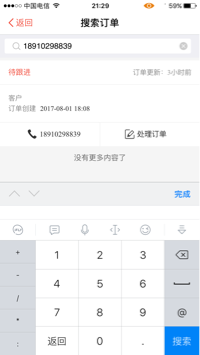 中国电信 21:29 59%
返回 搜索订单
18910298839
待跟进 订单更新：3小时前
客户
订单创建 2017-08-01 18:08
18910298839 处理订单
没有更多内容了
完成
+ 1 2 3
- 4 5 6
/ 7 8 9 @
* 返回 0 . 搜索
: